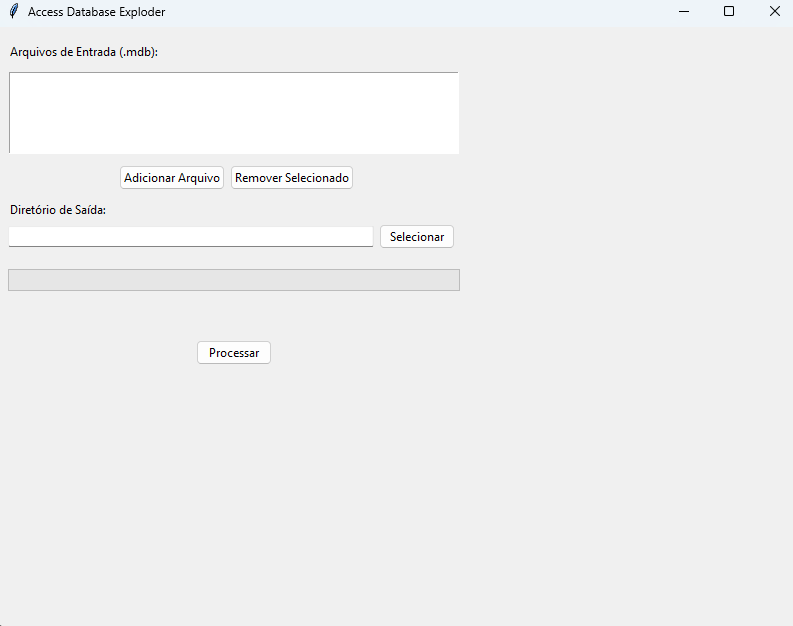 Access Database Exploder
Arquivos de Entrada (.mdb):
Adicionar Arquivo Remover Selecionado
Diretório de Saída:
Selecionar
Processar